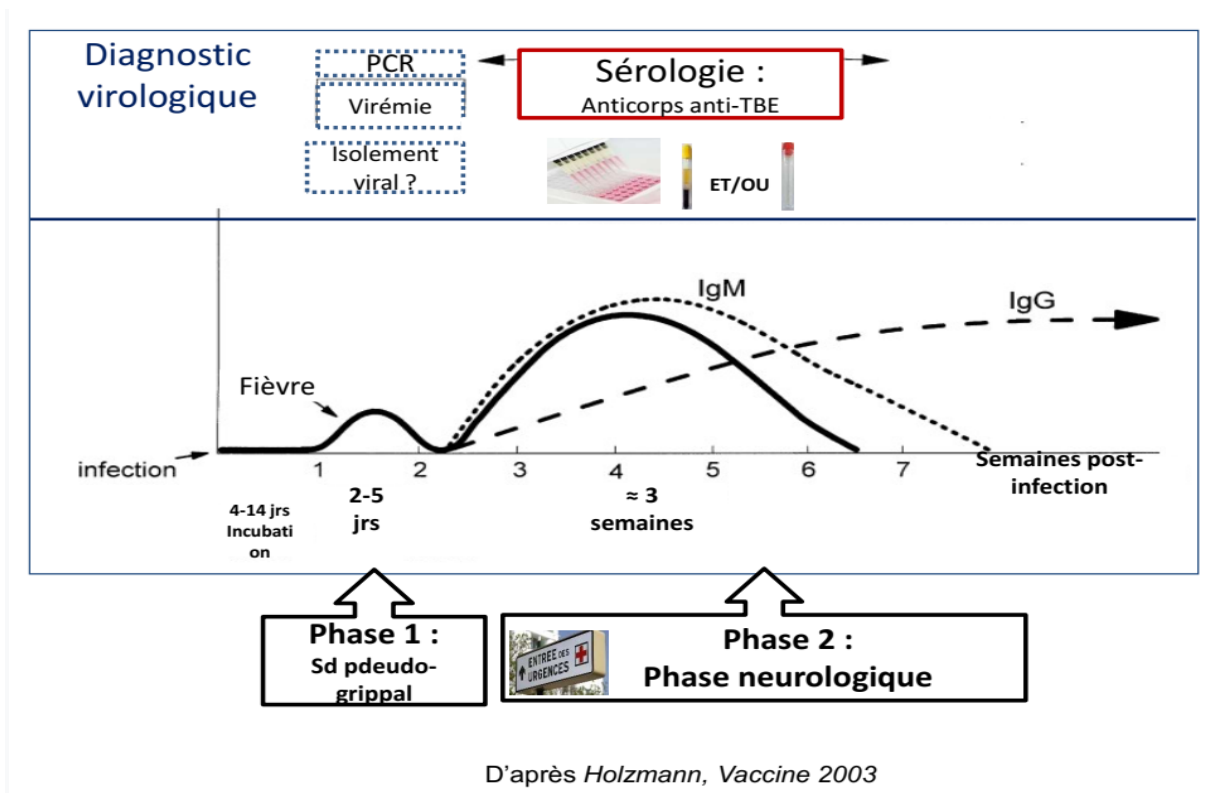 Diagnostic
virologique
PCR
Virémie
Isolement
viral ?
Sérologie :
Anticorps anti-TBE
ET/OU
IgM
IgG
Fièvre
infection
1
2
3
4
5
6
7
Semaines post-
infection
4-14 jrs
Incubati
on
2-5
jrs
≈ 3
semaines
Phase 1 :
Sd pdeudo-
grippal
ENTREE DES
URGENCES
Phase 2 :
Phase neurologique
D'après Holzmann, Vaccine 2003